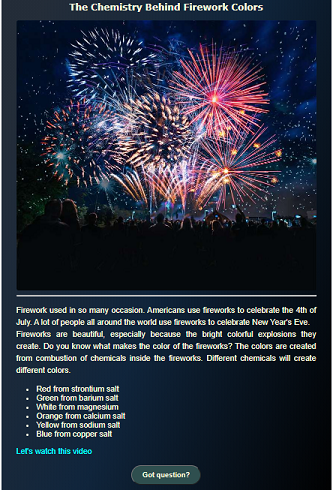 The Chemistry Behind Firework Colors
Firework used in so many occasion. Americans use fireworks to celebrate the 4th of
July. A lot of people all around the world use fireworks to celebrate New Year's Eve.
Fireworks are beautiful, especially because the bright colorful explosions they
create. Do you know what makes the color of the fireworks? The colors are created
from combustion of chemicals inside the fireworks. Different chemicals will create
different colors.
Red from strontium salt
Green from barium salt
White from magnesium
Orange from calcium salt
Yellow from sodium salt
Blue from copper salt
Let's watch this video
Got question?